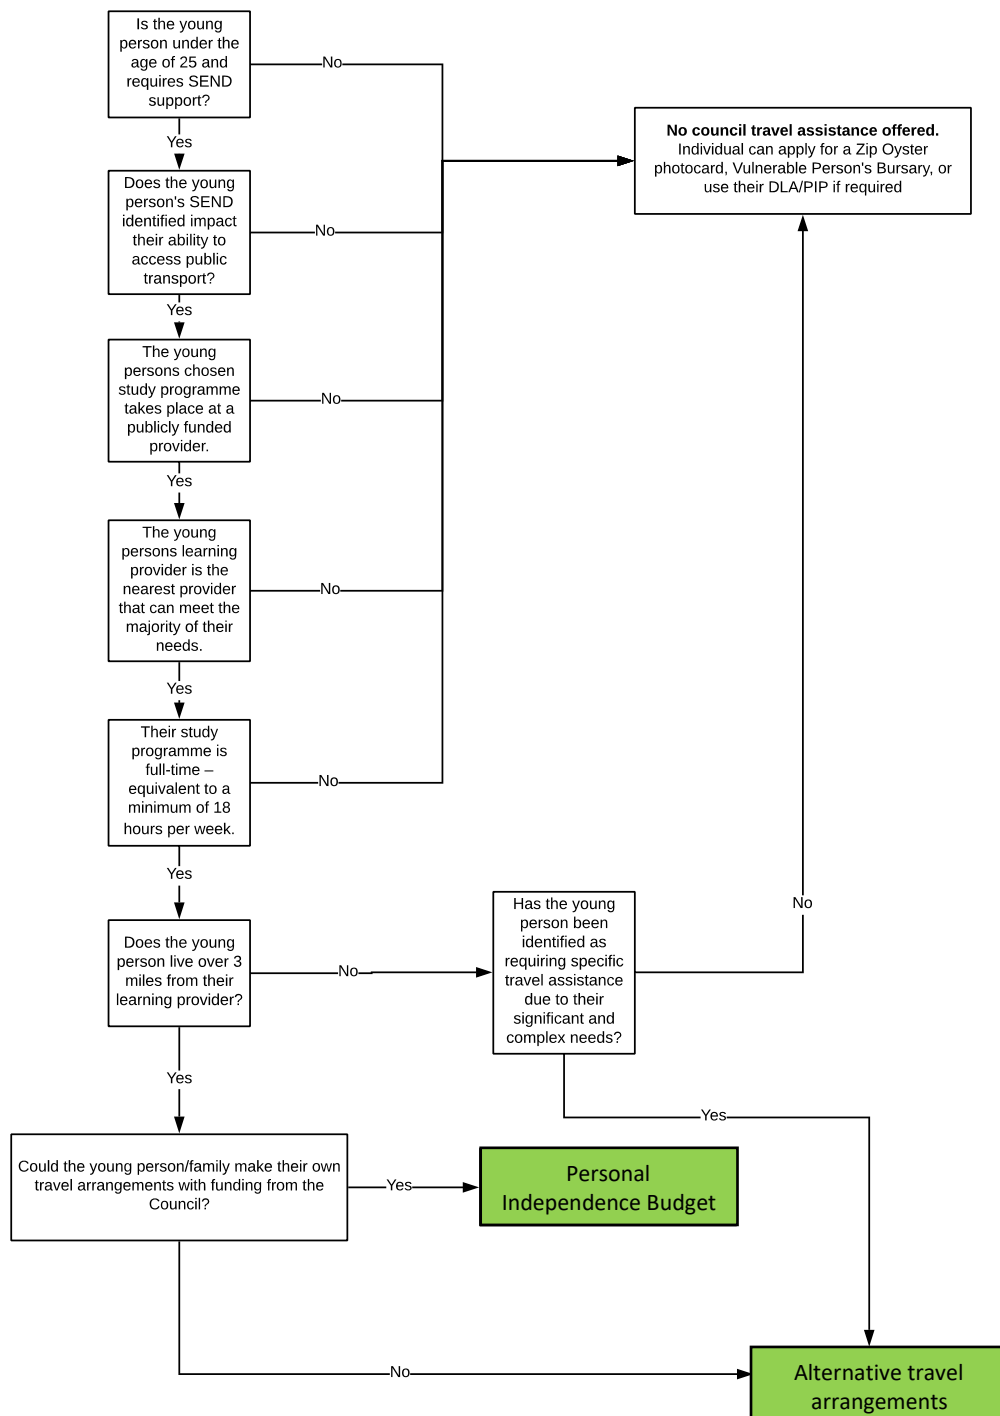 Is the young
person under the
age of 25 and
requires SEND
support?
No
Yes
No council travel assistance offered.
Individual can apply for a Zip Oyster
photocard, Vulnerable Person's Bursary, or
use their DLA/PIP if required
Does the young
person's SEND
identified impact
their ability to
access public
transport?
No
Yes
The young
persons chosen
study programme
takes place at a
publicly funded
provider.
No
Yes
The young
persons learning
provider is the
nearest provider
that can meet the
majority of their
needs.
No
Yes
Their study
programme is
full-time –
equivalent to a
minimum of 18
hours per week.
No
Yes
Does the young
person live over 3
miles from their
learning provider?
No
Has the young
person been
identified as
requiring specific
travel assistance
due to their
significant and
complex needs?
No
Yes
Yes
Could the young person/family make their own
travel arrangements with funding from the
Council?
Yes
Personal
Independence Budget
No
Alternative travel
arrangements